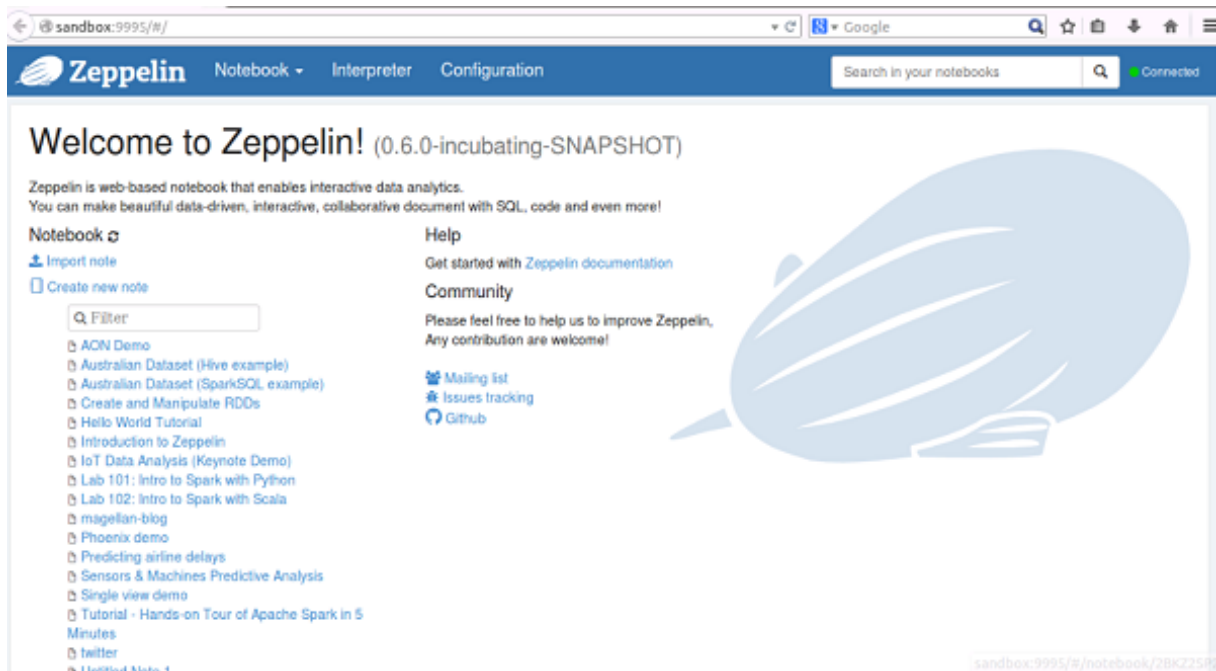 sandbox:9995/#/
Google
Zeppelin Notebook Interpreter Configuration
Search in your notebooks
Connected
Welcome to Zeppelin! (0.6.0-incubating-SNAPSHOT)
Zeppelin is web-based notebook that enables interactive data analytics.
You can make beautiful data-driven, interactive, collaborative document with SQL, code and even more!
Notebook
Import note
Create new note
Filter
AON Demo
Australian Dataset (Hive example)
Australian Dataset (SparkSQL example)
Create and Manipulate RDDs
Hello World Tutorial
Introduction to Zeppelin
IoT Data Analysis (Keynote Demo)
Lab 101: Intro to Spark with Python
Lab 102: Intro to Spark with Scala
magellan-blog
Phoenix demo
Predicting airline delays
Sensors & Machines Predictive Analysis
Single view demo
Tutorial - Hands-on Tour of Apache Spark in 5
Minutes
twitter
Untitled Note 1
Help
Get started with Zeppelin documentation
Community
Please feel free to help us to improve Zeppelin,
Any contribution are welcome!
Mailing list
Issues tracking
Github